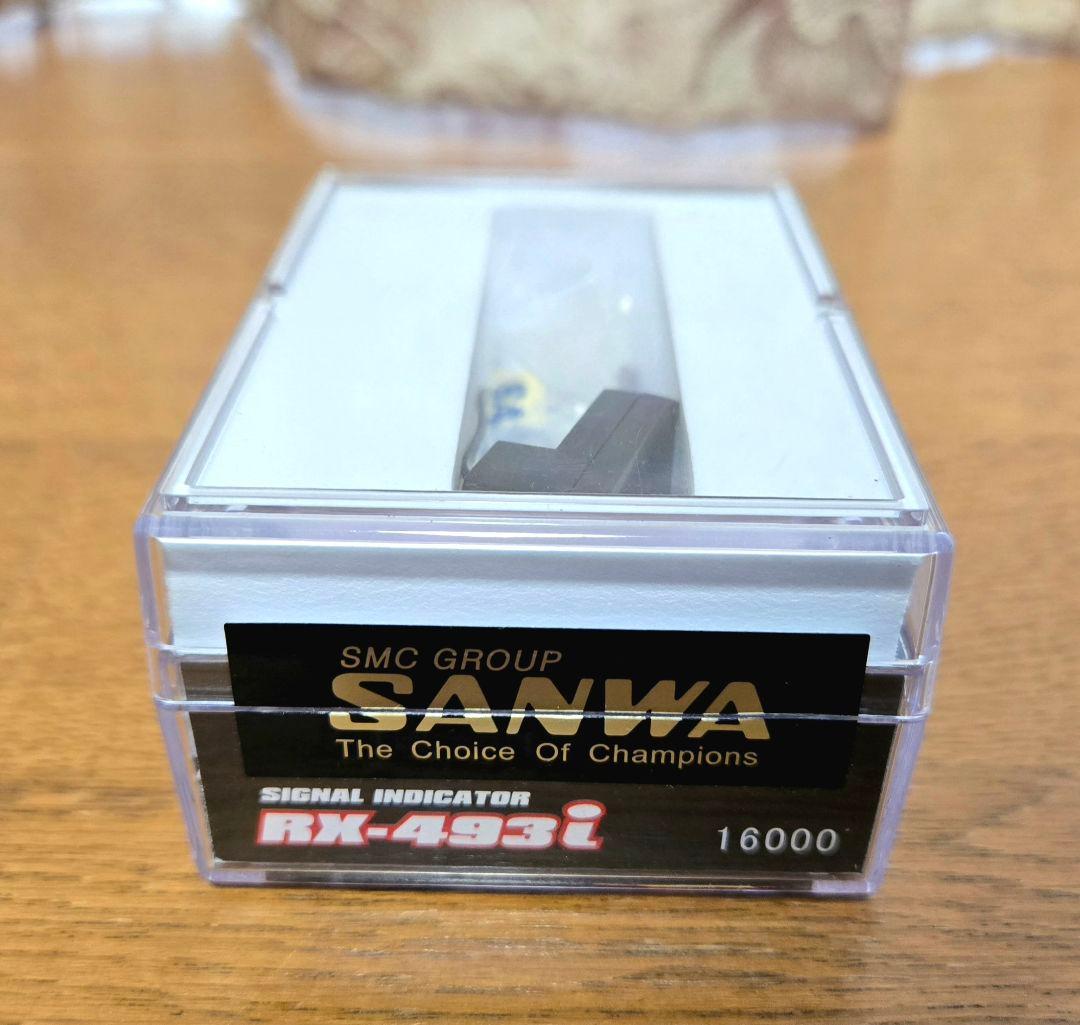 SMC GROUP
SANWA
The Choice Of Champions
SIGNAL INDICATOR
RX-493i
16000